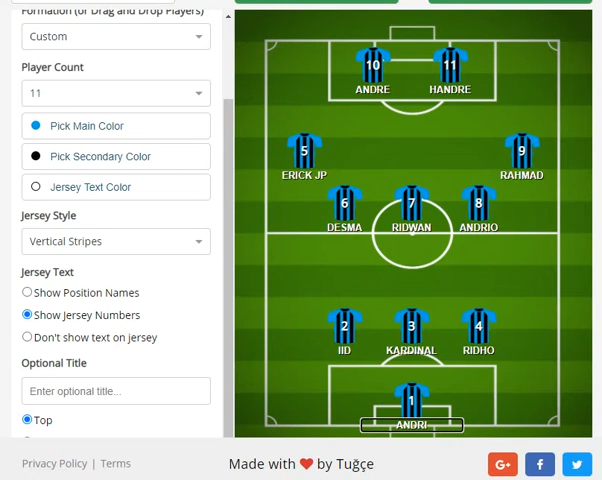 Formation (or Drag and Drop Players)
Custom
Player Count
11
Pick Main Color
Pick Secondary Color
Jersey Text Color
Jersey Style
Vertical Stripes
Jersey Text
Show Position Names
Show Jersey Numbers
Don't show text on jersey
Optional Title
Enter optional title...
Top
10 11
ANDRE HANDRE
5 9
ERICK JP RAHMAD
6 7 8
DESMA RIDWAN ANDRIO
2 3 4
IID KARDINAL RIDHO
1
ANDRI
Privacy Policy | Terms
Made with ❤ by Tuğçe
G+ f